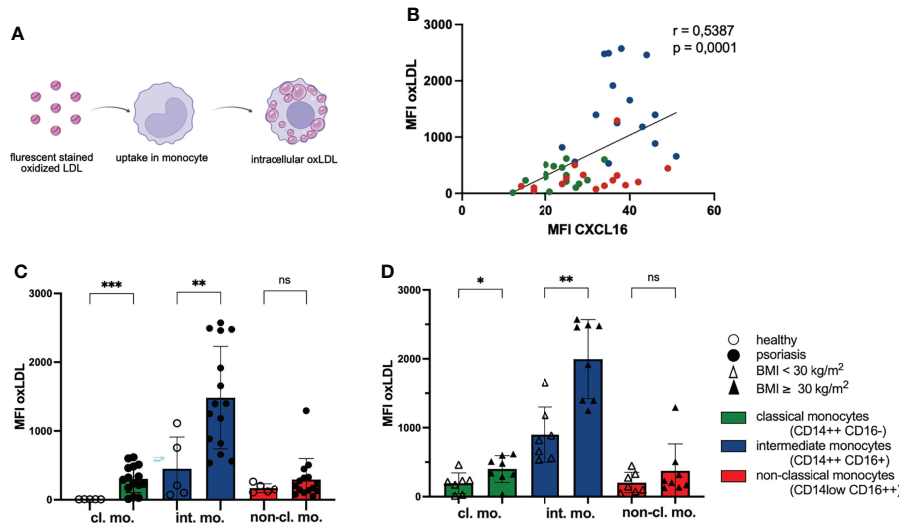 A
flurescent stained
oxidized LDL
uptake in monocyte
intracellular oxLDL
B
r = 0,5387
p = 0,0001
MFI oxLDL
3000
2000
1000
0
0
20
40
60
MFI CXCL16
C
MFI oxLDL
3000
2000
1000
0
***
**
ns
cl. mo.
int. mo.
non-cl. mo.
D
MFI oxLDL
3000
2000
1000
0
*
**
ns
cl. mo.
int. mo.
non-cl. mo.
healthy
psoriasis
BMI < 30 kg/m²
BMI ≥ 30 kg/m²
classical monocytes
(CD14++ CD16-)
intermediate monocytes
(CD14++ CD16+)
non-classical monocytes
(CD14low CD16++)